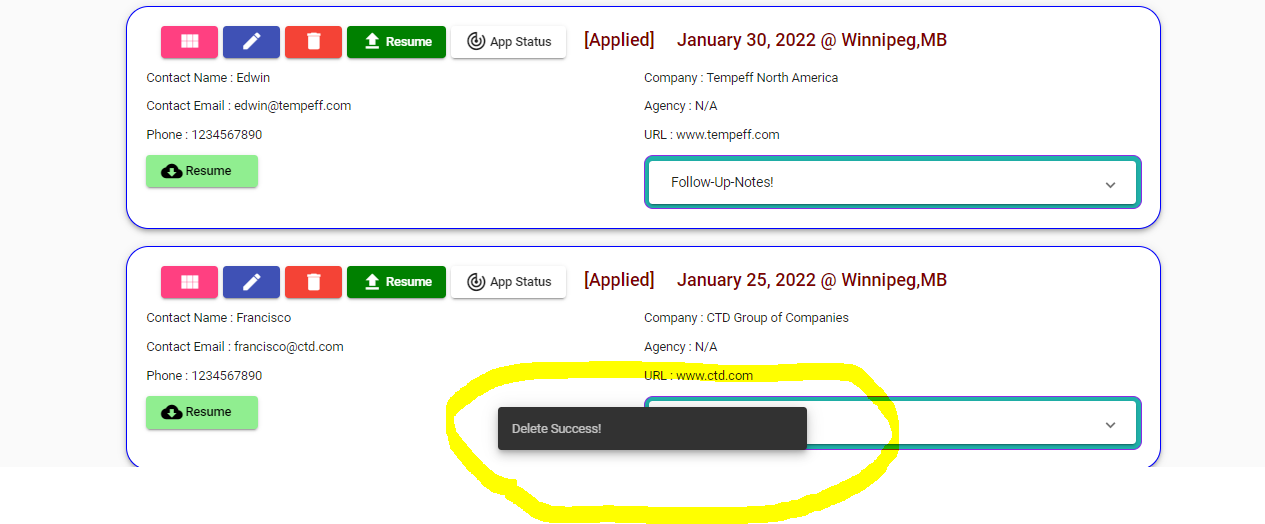 Resume App Status [Applied] January 30, 2022 @ Winnipeg,MB
Contact Name : Edwin
Company : Tempeff North America
Contact Email : edwin@tempeff.com
Agency : N/A
Phone : 1234567890
URL : www.tempeff.com
Resume
Follow-Up-Notes!
Resume App Status [Applied] January 25, 2022 @ Winnipeg,MB
Contact Name : Francisco
Company : CTD Group of Companies
Contact Email : francisco@ctd.com
Agency : N/A
Phone : 1234567890
URL : www.ctd.com
Resume
Delete Success!